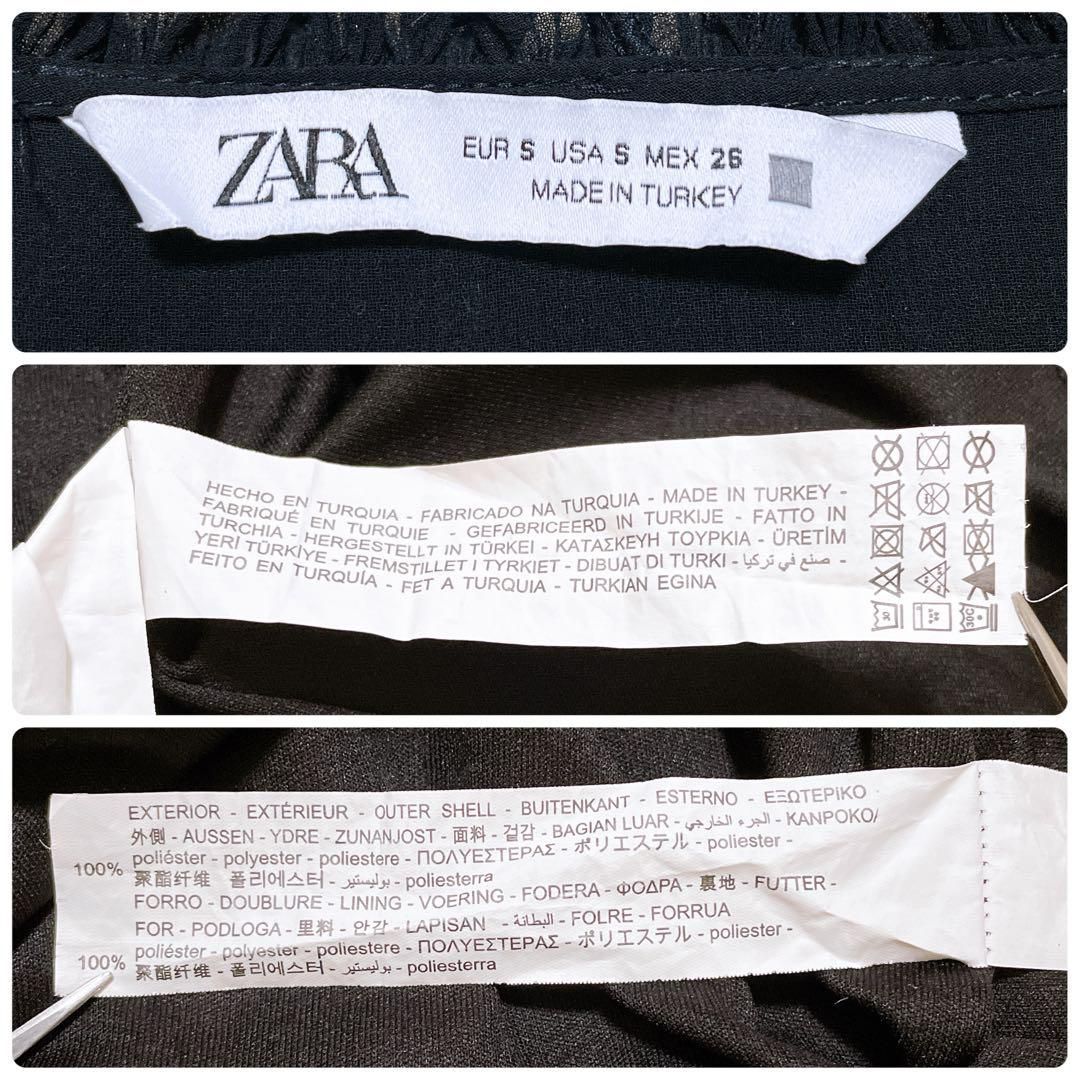 ZARA
EUR S USA S MEX 26
MADE IN TURKEY
HECHO EN TURQUIA - FABRICADO NA TURQUIA - MADE IN TURKEY -
FABRIQUÉ EN TURQUIE - GEFABRICEERD IN TURKIJE - FATTO IN
TURCHIA - HERGESTELLT IN TÜRKEI - ΚΑΤΑΣΚΕΥΗ ΤΟΥΡΚΙΑ - ÜRETİM
YERİ TÜRKİYE - FREMSTILLET I TYRKIET - DIBUAT DI TURKI - صنع في تركيا -
FEITO EN TURQUÍA - FET A TURQUIA - TURKIAN EGINA
30
30C
EXTERIOR - EXTÉRIEUR - OUTER SHELL - BUITENKANT - ESTERNO - ΕΞΩΤΕΡΙΚΟ
外側 - AUSSEN - YDRE - ZUNANJOST - 面料 - 겉감 - BAGIAN LUAR - الجزء الخارجي - KANPOKO/
100% poliéster - polyester - poliestere - ΠΟΛΥΕΣΤΕΡΑΣ - ポリエステル - poliester -
聚酯纤维 폴리에스터 - بوليستير - poliesterra
FORRO - DOUBLURE - LINING - VOERING - FODERA - ΦΟΔΡΑ - 裏地 - FUTTER -
FOR - PODLOGA - 里料 - 안감 - LAPISAN - البطانة - FOLRE - FORRUA
100% poliéster - polyester - poliestere - ΠΟΛΥΕΣΤΕΡΑΣ - ポリエステル - poliester -
聚酯纤维 - 폴리에스터 - بوليستير - poliesterra